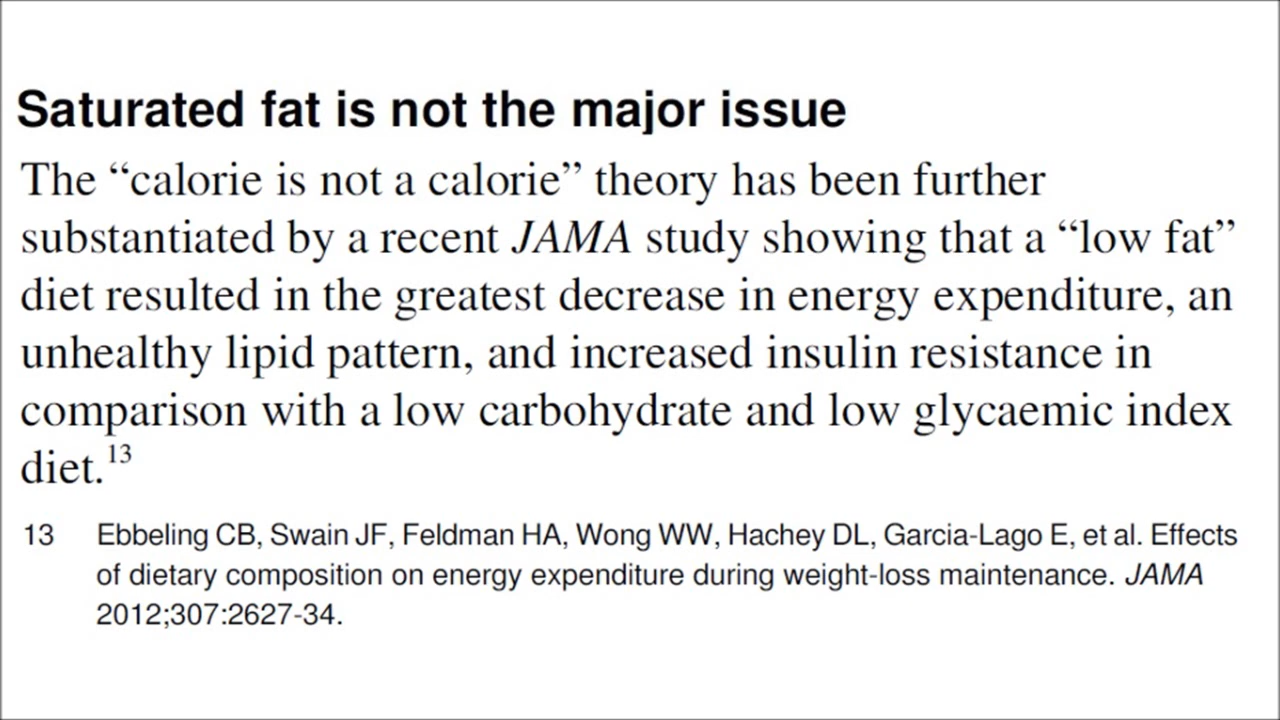 Saturated fat is not the major issue
The “calorie is not a calorie” theory has been further
substantiated by a recent JAMA study showing that a “low fat”
diet resulted in the greatest decrease in energy expenditure, an
unhealthy lipid pattern, and increased insulin resistance in
comparison with a low carbohydrate and low glycaemic index
diet.13
13 Ebbeling CB, Swain JF, Feldman HA, Wong WW, Hachey DL, Garcia-Lago E, et al. Effects
of dietary composition on energy expenditure during weight-loss maintenance. JAMA
2012;307:2627-34.